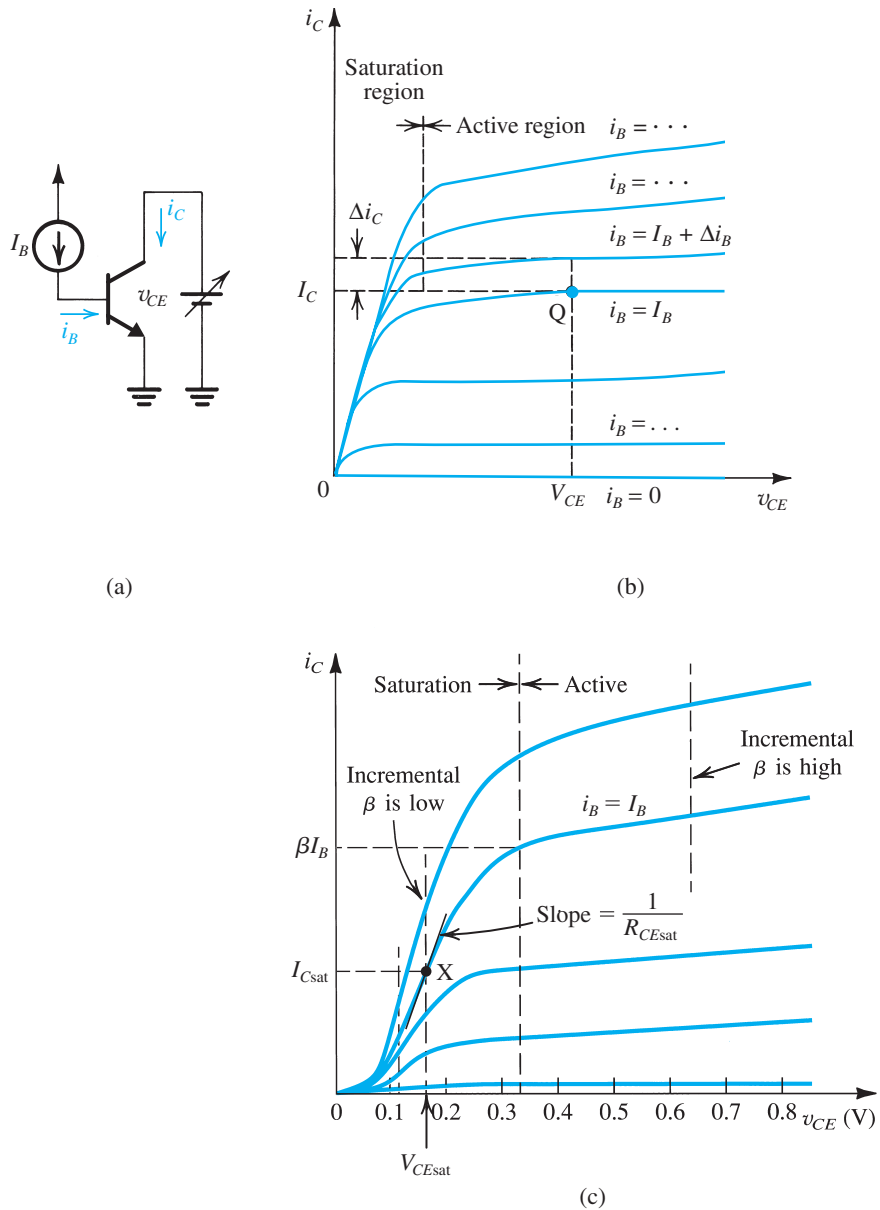 i_C
Saturation
region
Active region
i_B = · · ·
i_B = · · ·
Δi_C
i_B = I_B + Δi_B
I_C
Q
i_B = I_B
i_B = . . .
0
V_CE
i_B = 0
v_CE
I_B
i_C
v_CE
i_B
(a)
(b)
i_C
Saturation
Active
Incremental
β is high
Incremental
β is low
i_B = I_B
βI_B
Slope = 1/R_CEsat
I_Csat
X
0 0.1 0.2 0.3 0.4 0.5 0.6 0.7 0.8 v_CE (V)
V_CEsat
(c)